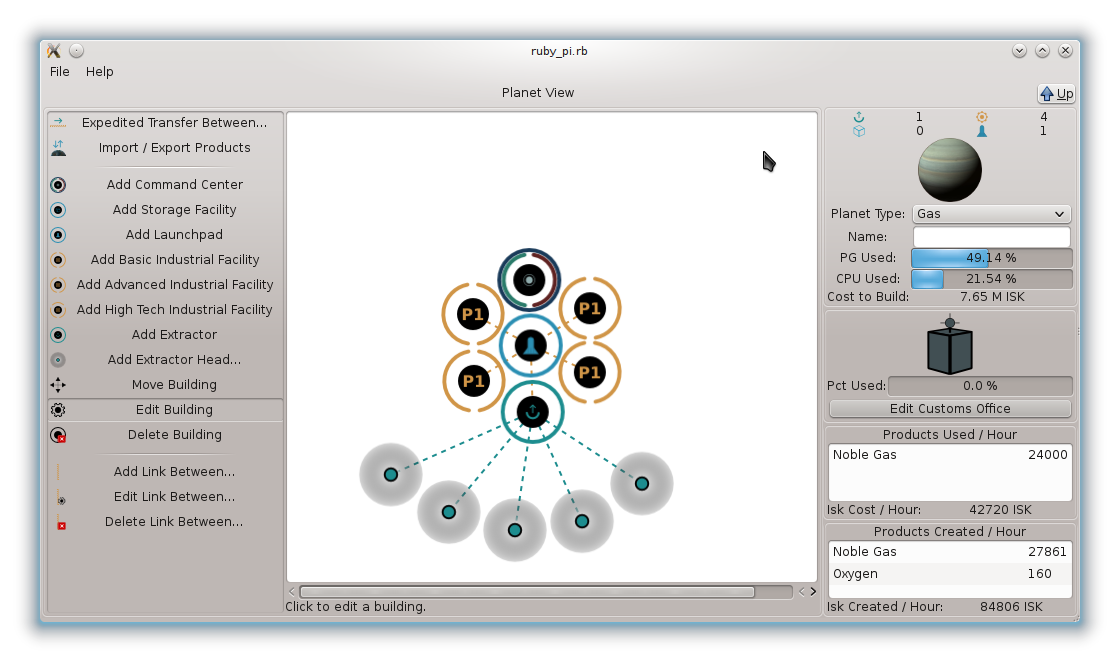 ruby_pi.rb
File Help
Planet View
Up
Expedited Transfer Between...
Import / Export Products
Add Command Center
Add Storage Facility
Add Launchpad
Add Basic Industrial Facility
Add Advanced Industrial Facility
Add High Tech Industrial Facility
Add Extractor
Add Extractor Head...
Move Building
Edit Building
Delete Building
Add Link Between...
Edit Link Between...
Delete Link Between...
P1
P1
P1
P1
Click to edit a building.
1 4
0 1
Planet Type: Gas
Name:
PG Used: 49.14 %
CPU Used: 21.54 %
Cost to Build: 7.65 M ISK
Pct Used: 0.0 %
Edit Customs Office
Products Used / Hour
Noble Gas 24000
Isk Cost / Hour: 42720 ISK
Products Created / Hour
Noble Gas 27861
Oxygen 160
Isk Created / Hour: 84806 ISK